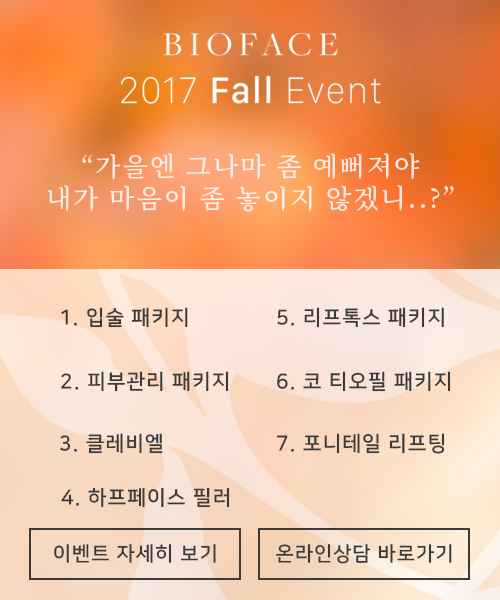 BIOFACE
2017 Fall Event
“가을엔 그나마 좀 예뻐져야
내가 마음이 좀 놓이지 않겠니..?”
1. 입술 패키지
2. 피부관리 패키지
3. 클레비엘
4. 하프페이스 필러
5. 리프톡스 패키지
6. 코 티오필 패키지
7. 포니테일 리프팅
이벤트 자세히 보기
온라인상담 바로가기